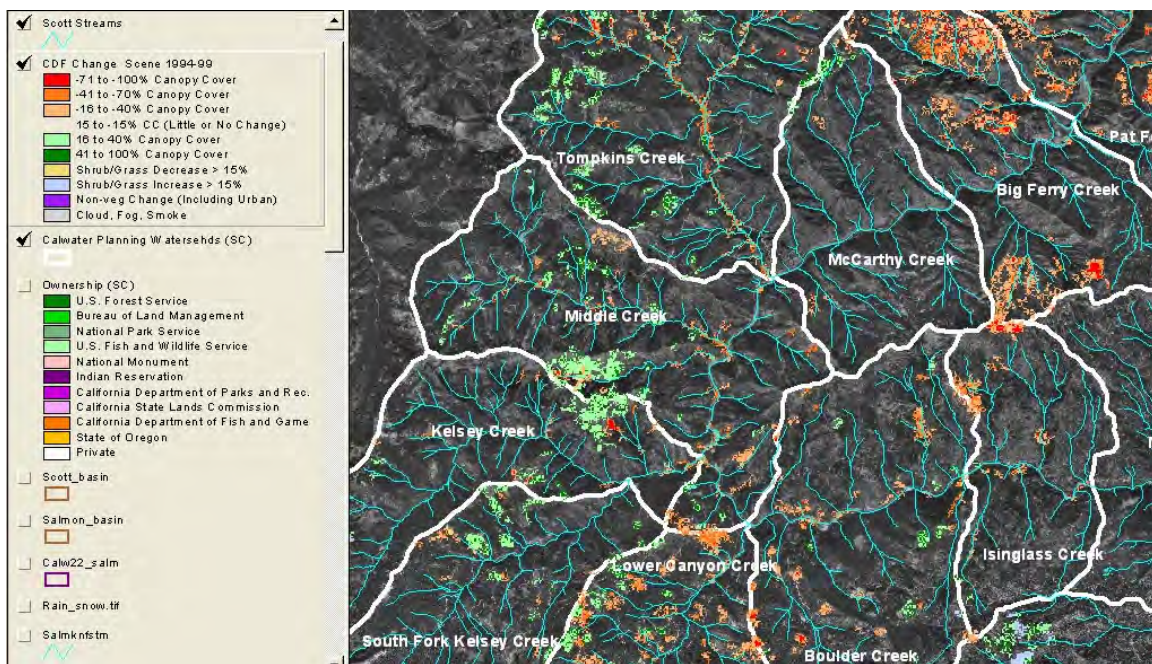 Scott Streams
CDF Change Scene 1994-99
-71 to -100% Canopy Cover
-41 to -70% Canopy Cover
-16 to -40% Canopy Cover
15 to -15% CC (Little or No Change)
16 to 40% Canopy Cover
41 to 100% Canopy Cover
Shrub/Grass Decrease > 15%
Shrub/Grass Increase > 15%
Non-veg Change (Including Urban)
Cloud, Fog, Smoke
Calwater Planning Watersehds (SC)
Ownership (SC)
U.S. Forest Service
Bureau of Land Management
National Park Service
U.S. Fish and Wildlife Service
National Monument
Indian Reservation
California Department of Parks and Rec.
California State Lands Commission
California Department of Fish and Game
State of Oregon
Private
Scott_basin
Salmon_basin
Calw22_salm
Rain_snow.tif
Salmknfstm
Pat F
Tompkins Creek
Big Ferry Creek
McCarthy Creek
Middle Creek
Kelsey Creek
Isinglass Creek
Lower Canyon Creek
South Fork Kelsey Creek
Boulder Creek